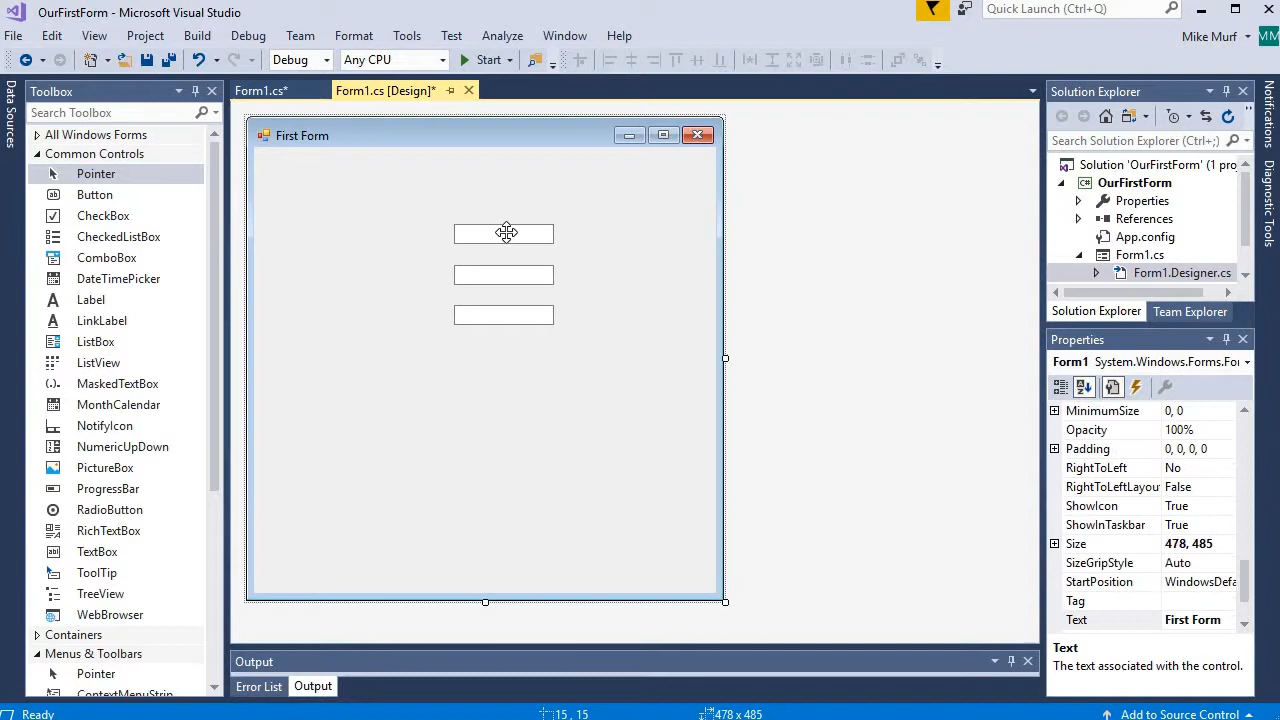 OurFirstForm - Microsoft Visual Studio
Quick Launch (Ctrl+Q)
File Edit View Project Build Debug Team Format Tools Test Analyze Window Help
Mike Murf MM
Debug Any CPU Start
Data Sources
Toolbox
Search Toolbox
All Windows Forms
Common Controls
Pointer
Button
CheckBox
CheckedListBox
ComboBox
DateTimePicker
Label
LinkLabel
ListBox
ListView
MaskedTextBox
MonthCalendar
NotifyIcon
NumericUpDown
PictureBox
ProgressBar
RadioButton
RichTextBox
TextBox
ToolTip
TreeView
WebBrowser
Containers
Menus & Toolbars
Pointer
ContextMenuStrip
Form1.cs* Form1.cs [Design]*
First Form
Output
Error List Output
Solution Explorer
Search Solution Explorer (Ctrl+;)
Solution 'OurFirstForm' (1 proj
OurFirstForm
Properties
References
App.config
Form1.cs
Form1.Designer.cs
Solution Explorer Team Explorer
Properties
Form1 System.Windows.Forms.For
MinimumSize 0, 0
Opacity 100%
Padding 0, 0, 0, 0
RightToLeft No
RightToLeftLayou False
ShowIcon True
ShowInTaskbar True
Size 478, 485
SizeGripStyle Auto
StartPosition WindowsDefa
Tag
Text First Form
Text
The text associated with the control.
Notifications
Diagnostic Tools
Ready 15 , 15 478 x 485 Add to Source Control